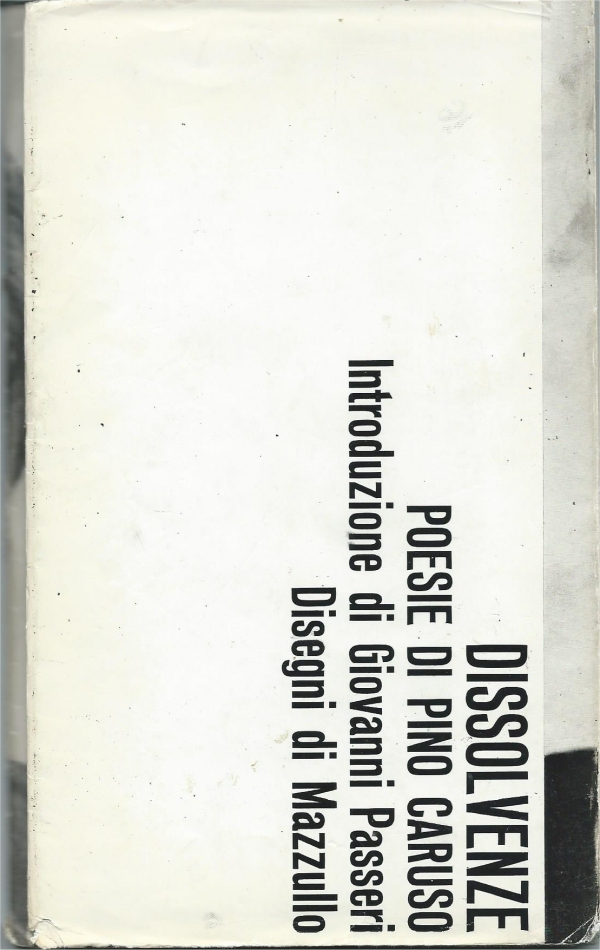 DISSOLVENZE
POESIE DI PINO CARUSO
Introduzione di Giovanni Passeri
Disegni di Mazzullo